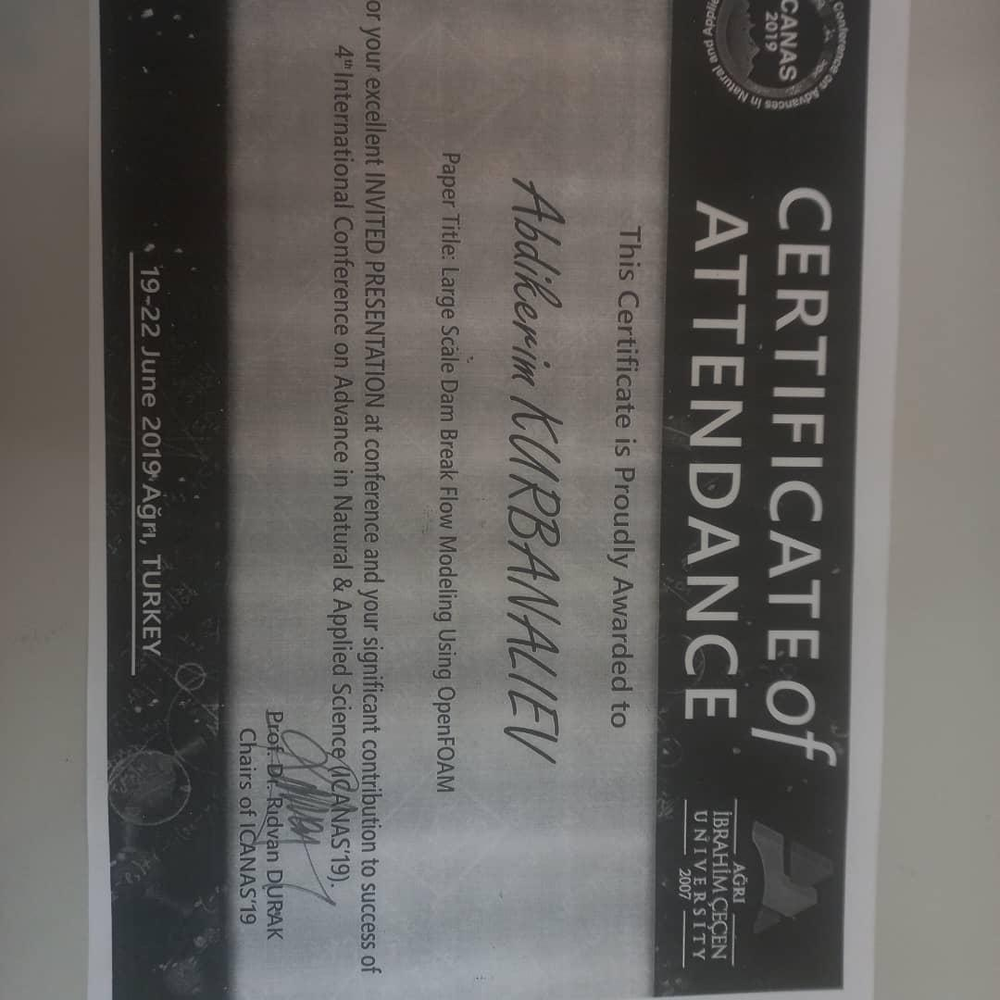 CANAS
2019
Conference on Advances in Natural and
CERTIFICATE of
ATTENDANCE
AĞRI
İBRAHİM ÇEÇEN
UNIVERSITY
2007
This Certificate is Proudly Awarded to
Abdikerim KURBANALIEV
Paper Title: Large Scale Dam Break Flow Modeling Using OpenFOAM
or your excellent INVITED PRESENTATION at conference and your significant contribution to success of
4th International Conference on Advance in Natural & Applied Science (ICANAS'19).
Prof. Dr. Rıdvan DURAK
Chairs of ICANAS'19
19-22 June 2019 Ağrı, TURKEY